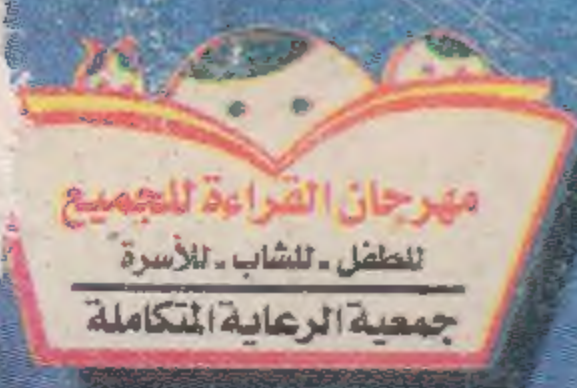 مهرجان القراءة للجميع
للطفل - للشاب - للأسرة
جمعية الرعاية المتكاملة